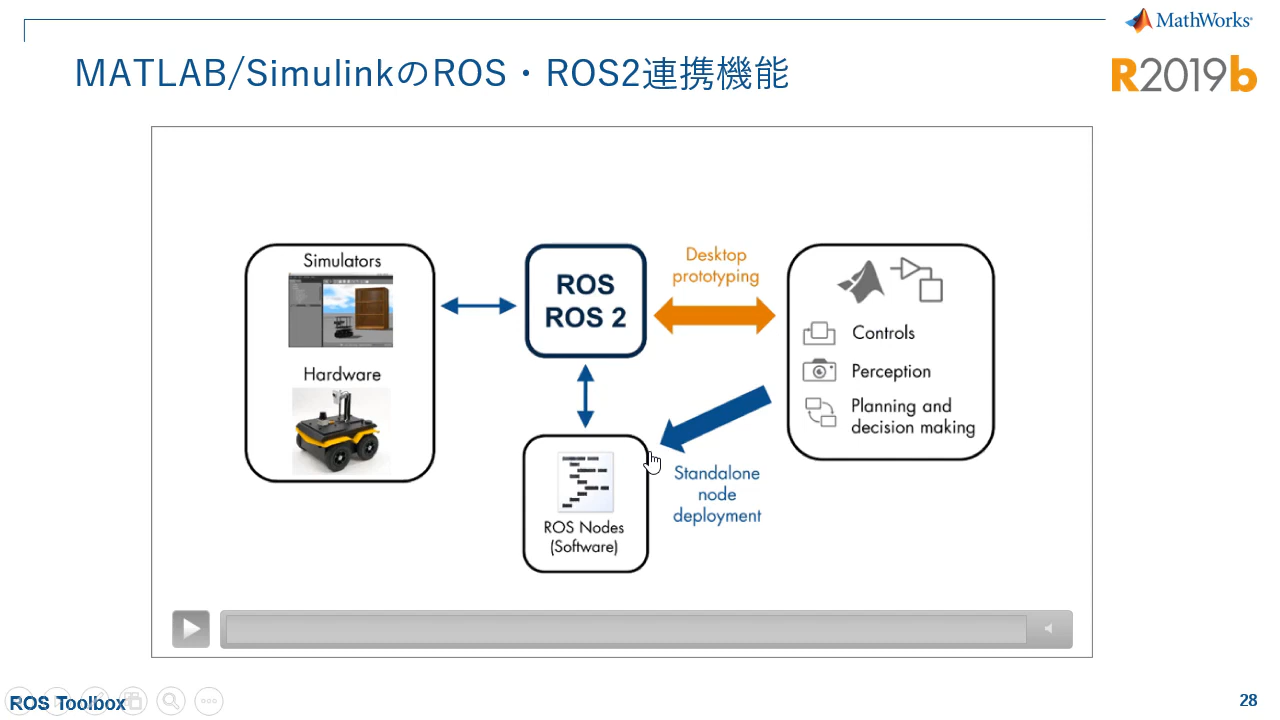 MathWorks
MATLAB/SimulinkのROS・ROS2連携機能
R2019b
Simulators
Hardware
ROS
ROS 2
Desktop
prototyping
Controls
Perception
Planning and
decision making
Standalone
node
deployment
ROS Nodes
(Software)
ROS Toolbox
28